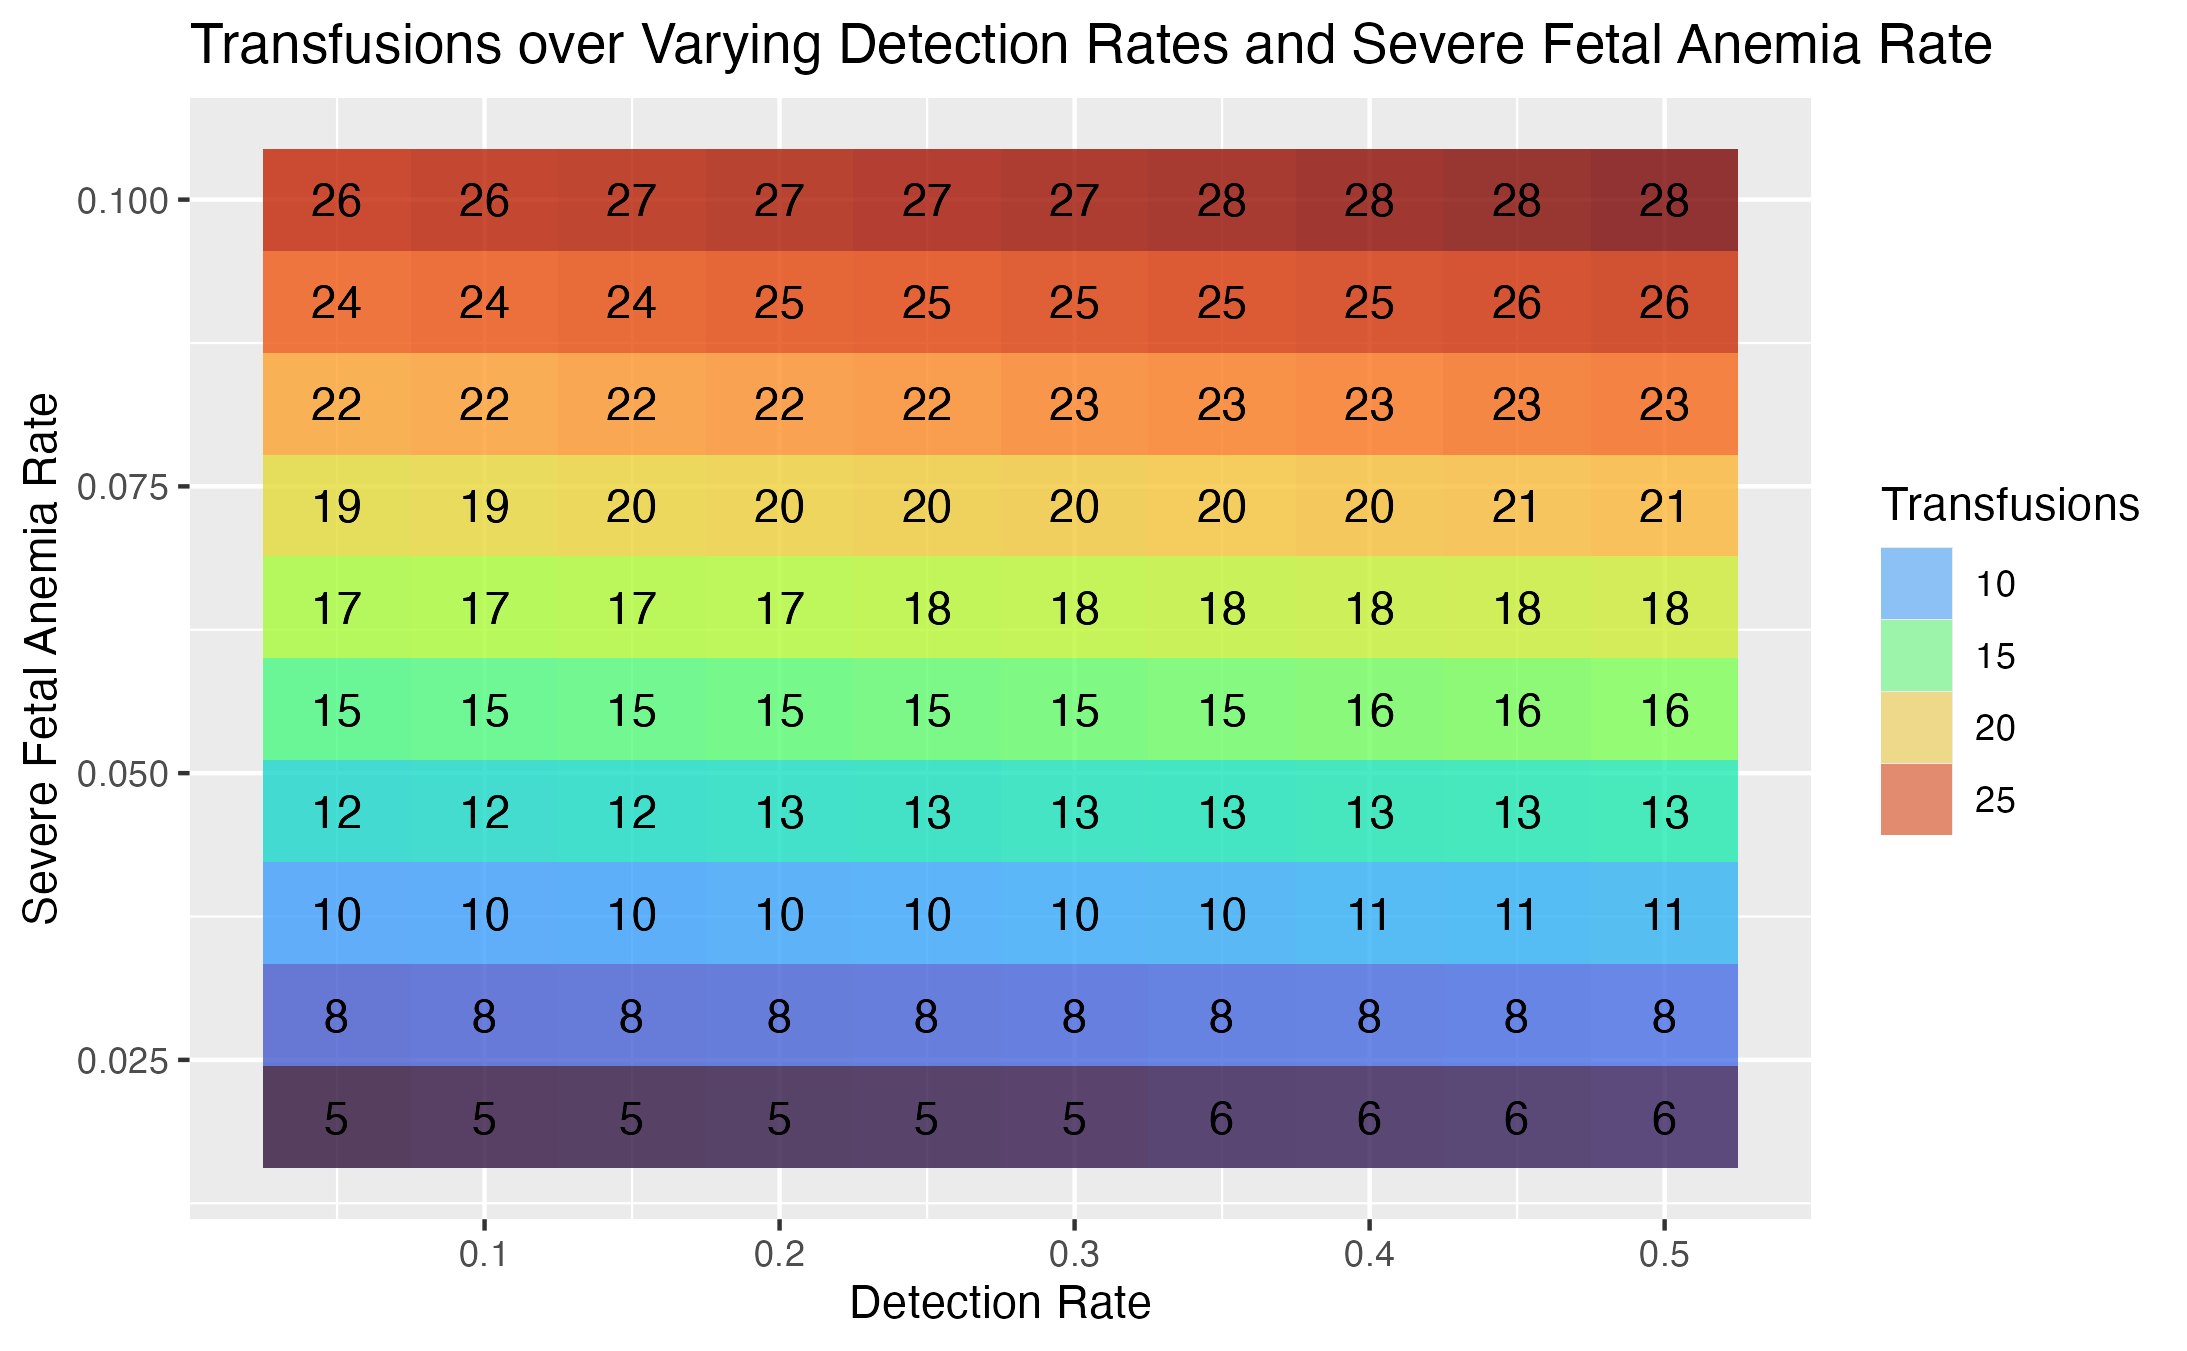 Transfusions over Varying Detection Rates and Severe Fetal Anemia Rate
Severe Fetal Anemia Rate
0.100
0.075
0.050
0.025
26 26 27 27 27 27 28 28 28 28
24 24 24 25 25 25 25 25 26 26
22 22 22 22 22 23 23 23 23 23
19 19 20 20 20 20 20 20 21 21
17 17 17 17 18 18 18 18 18 18
15 15 15 15 15 15 15 16 16 16
12 12 12 13 13 13 13 13 13 13
10 10 10 10 10 10 10 11 11 11
8 8 8 8 8 8 8 8 8 8
5 5 5 5 5 5 6 6 6 6
0.1 0.2 0.3 0.4 0.5
Detection Rate
Transfusions
10
15
20
25